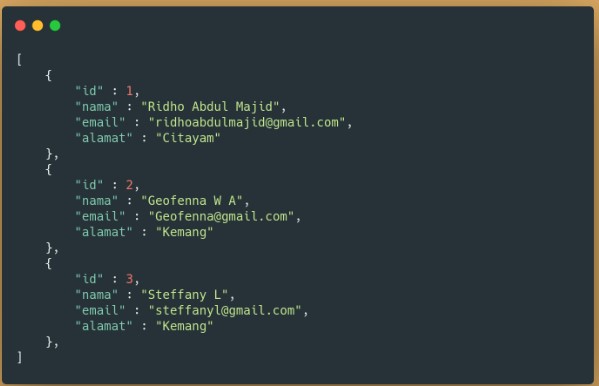 [
    {
        "id" : 1,
        "nama" : "Ridho Abdul Majid",
        "email" : "ridhoabdulmajid@gmail.com",
        "alamat" : "Citayam"
    },
    {
        "id" : 2,
        "nama" : "Geofenna W A",
        "email" : "Geofenna@gmail.com",
        "alamat" : "Kemang"
    },
    {
        "id" : 3,
        "nama" : "Steffany L",
        "email" : "steffanyl@gmail.com",
        "alamat" : "Kemang"
    },
]